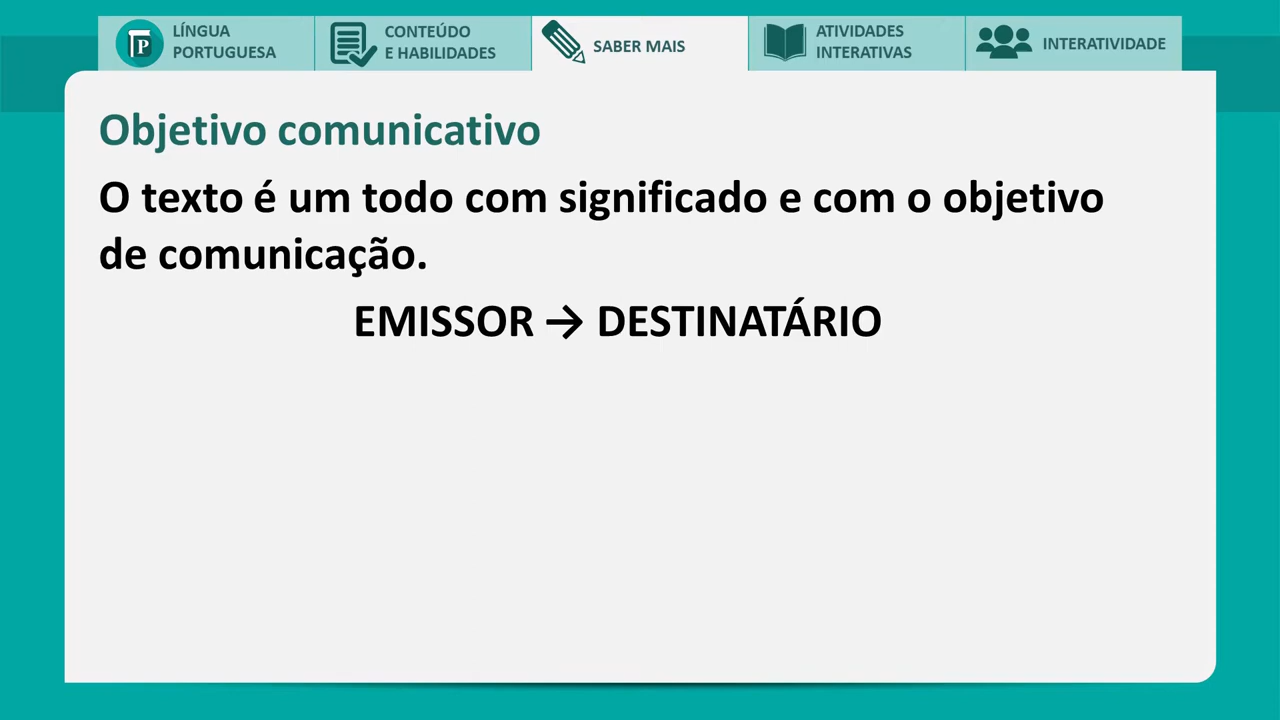 LÍNGUA
PORTUGUESA
CONTEÚDO
E HABILIDADES
SABER MAIS
ATIVIDADES
INTERATIVAS
INTERATIVIDADE
Objetivo comunicativo
O texto é um todo com significado e com o objetivo
de comunicação.
EMISSOR → DESTINATÁRIO